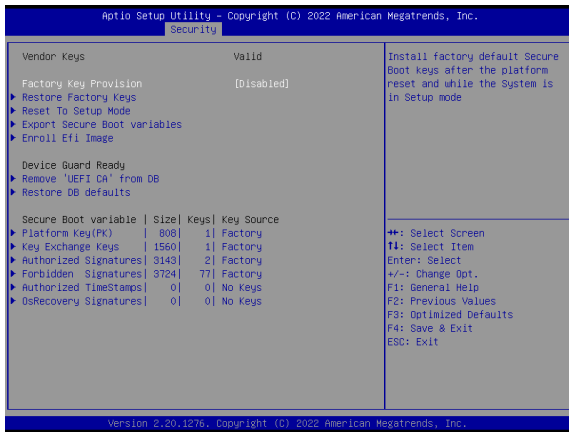 Aptio Setup Utility – Copyright (C) 2022 American Megatrends, Inc.
Security
Vendor Keys Valid
Factory Key Provision [Disabled]
Restore Factory Keys
Reset To Setup Mode
Export Secure Boot variables
Enroll Efi Image
Device Guard Ready
Remove 'UEFI CA' from DB
Restore DB defaults
Secure Boot variable | Size| Keys| Key Source
Platform Key(PK) | 808| 1| Factory
Key Exchange Keys | 1560| 1| Factory
Authorized Signatures| 3143| 2| Factory
Forbidden Signatures| 3724| 77| Factory
Authorized TimeStamps| 0| 0| No Keys
OsRecovery Signatures| 0| 0| No Keys
Install factory default Secure
Boot keys after the platform
reset and while the System is
in Setup mode
→←: Select Screen
↑↓: Select Item
Enter: Select
+/-: Change Opt.
F1: General Help
F2: Previous Values
F3: Optimized Defaults
F4: Save & Exit
ESC: Exit
Version 2.20.1276. Copyright (C) 2022 American Megatrends, Inc.